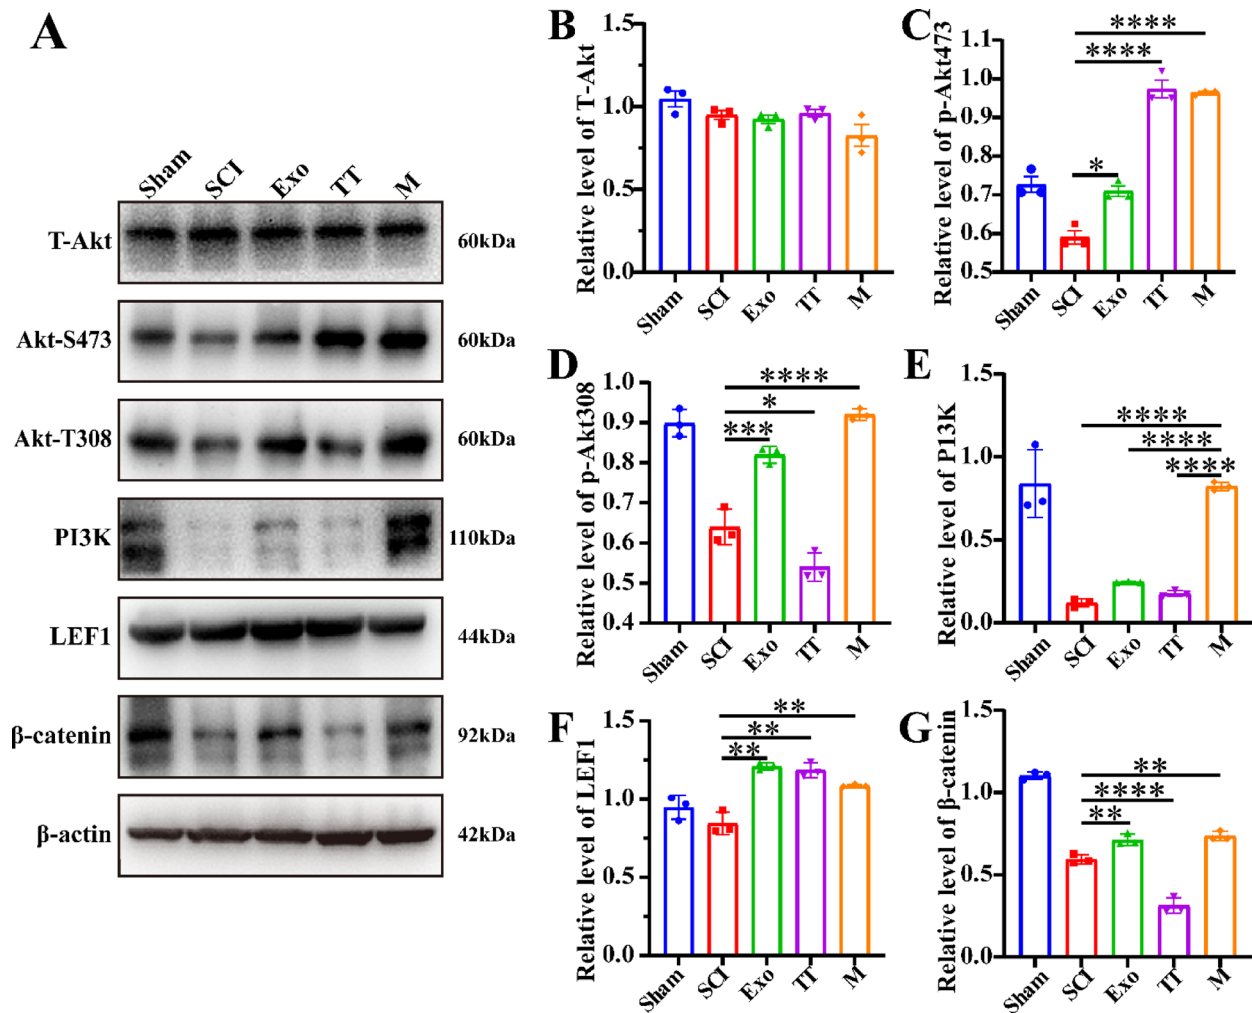 A
Sham SCI Exo TT M
T-Akt 60kDa
Akt-S473 60kDa
Akt-T308 60kDa
PI3K 110kDa
LEF1 44kDa
β-catenin 92kDa
β-actin 42kDa
B
Relative level of T-Akt
1.5
1.0
0.5
0.0
Sham SCI Exo TT M
C
Relative level of p-Akt473
1.1
1.0
0.9
0.8
0.7
0.6
0.5
****
****
*
Sham SCI Exo TT M
D
Relative level of p-Akt308
1.0
0.9
0.8
0.7
0.6
0.5
0.4
****
*
***
Sham SCI Exo TT M
E
Relative level of P13K
1.5
1.0
0.5
0.0
****
****
****
Sham SCI Exo TT M
F
Relative level of LEF1
1.5
1.0
0.5
0.0
**
**
**
Sham SCI Exo TT M
G
Relative level of β-catenin
1.5
1.0
0.5
0.0
**
****
**
Sham SCI Exo TT M